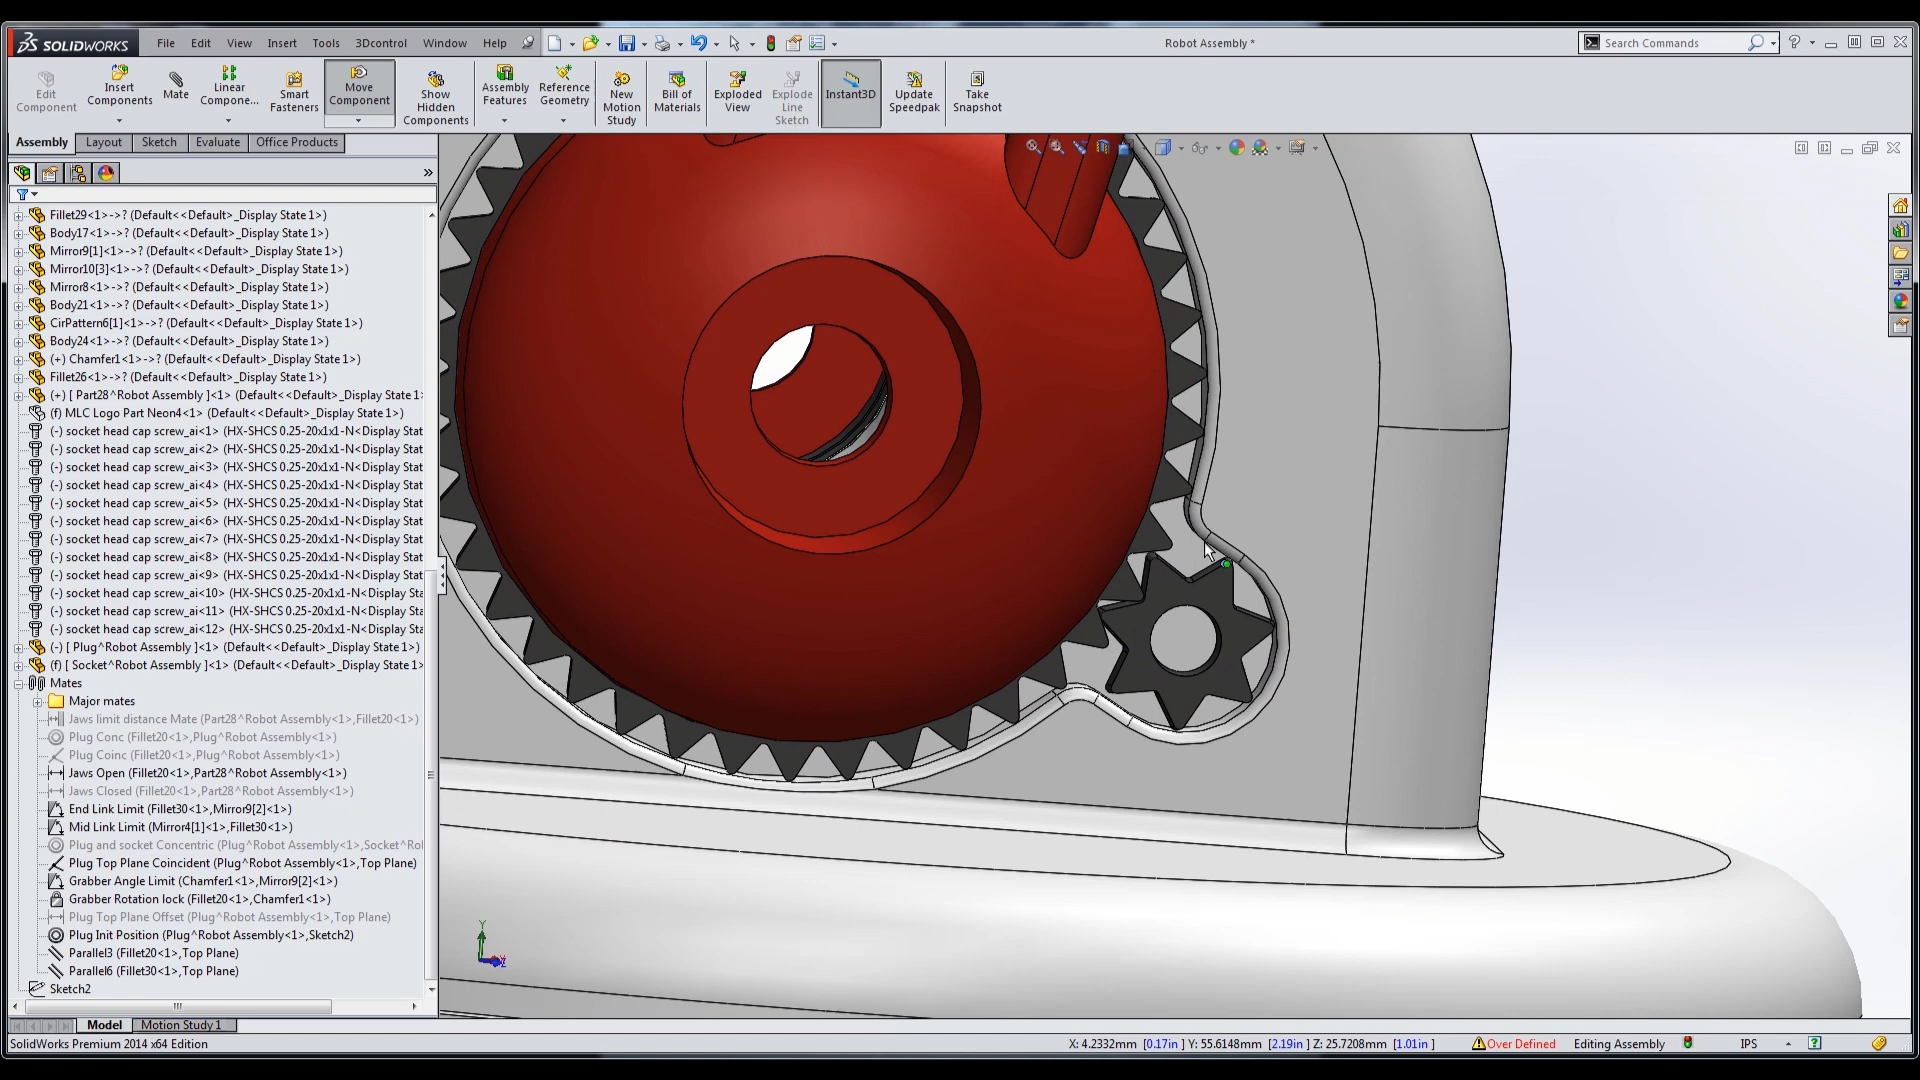 SOLIDWORKS File Edit View Insert Tools 3Dcontrol Window Help Robot Assembly * Search Commands
Edit Component
Insert Components
Mate
Linear Compone...
Smart Fasteners
Move Component
Show Hidden Components
Assembly Features
Reference Geometry
New Motion Study
Bill of Materials
Exploded View
Explode Line Sketch
Instant3D
Update Speedpak
Take Snapshot
Assembly Layout Sketch Evaluate Office Products
Fillet29<1>->? (Default<<Default>_Display State 1>)
Body17<1>->? (Default<<Default>_Display State 1>)
Mirror9[1]<1>->? (Default<<Default>_Display State 1>)
Mirror10[3]<1>->? (Default<<Default>_Display State 1>)
Mirror8<1>->? (Default<<Default>_Display State 1>)
Body21<1>->? (Default<<Default>_Display State 1>)
CirPattern6[1]<1>->? (Default<<Default>_Display State 1>)
Body24<1>->? (Default<<Default>_Display State 1>)
(+) Chamfer1<1>->? (Default<<Default>_Display State 1>)
Fillet26<1>->? (Default<<Default>_Display State 1>)
(+) [ Part28^Robot Assembly ]<1> (Default<<Default>_Display State 1>
(f) MLC Logo Part Neon4<1> (Default<<Default>_Display State 1>)
(-) socket head cap screw_ai<1> (HX-SHCS 0.25-20x1x1-N<Display Stat
(-) socket head cap screw_ai<2> (HX-SHCS 0.25-20x1x1-N<Display Stat
(-) socket head cap screw_ai<3> (HX-SHCS 0.25-20x1x1-N<Display Stat
(-) socket head cap screw_ai<4> (HX-SHCS 0.25-20x1x1-N<Display Stat
(-) socket head cap screw_ai<5> (HX-SHCS 0.25-20x1x1-N<Display Stat
(-) socket head cap screw_ai<6> (HX-SHCS 0.25-20x1x1-N<Display Stat
(-) socket head cap screw_ai<7> (HX-SHCS 0.25-20x1x1-N<Display Stat
(-) socket head cap screw_ai<8> (HX-SHCS 0.25-20x1x1-N<Display Stat
(-) socket head cap screw_ai<9> (HX-SHCS 0.25-20x1x1-N<Display Stat
(-) socket head cap screw_ai<10> (HX-SHCS 0.25-20x1x1-N<Display Sta
(-) socket head cap screw_ai<11> (HX-SHCS 0.25-20x1x1-N<Display Sta
(-) socket head cap screw_ai<12> (HX-SHCS 0.25-20x1x1-N<Display Sta
(-) [ Plug^Robot Assembly ]<1> (Default<<Default>_Display State 1>)
(f) [ Socket^Robot Assembly ]<1> (Default<<Default>_Display State 1>
Mates
Major mates
Jaws limit distance Mate (Part28^Robot Assembly<1>,Fillet20<1>)
Plug Conc (Fillet20<1>,Plug^Robot Assembly<1>)
Plug Coinc (Fillet20<1>,Plug^Robot Assembly<1>)
Jaws Open (Fillet20<1>,Part28^Robot Assembly<1>)
Jaws Closed (Fillet20<1>,Part28^Robot Assembly<1>)
End Link Limit (Fillet30<1>,Mirror9[2]<1>)
Mid Link Limit (Mirror4[1]<1>,Fillet30<1>)
Plug and socket Concentric (Plug^Robot Assembly<1>,Socket^Rol
Plug Top Plane Coincident (Plug^Robot Assembly<1>,Top Plane)
Grabber Angle Limit (Chamfer1<1>,Mirror9[2]<1>)
Grabber Rotation lock (Fillet20<1>,Chamfer1<1>)
Plug Top Plane Offset (Plug^Robot Assembly<1>,Top Plane)
Plug Init Position (Plug^Robot Assembly<1>,Sketch2)
Parallel3 (Fillet20<1>,Top Plane)
Parallel6 (Fillet30<1>,Top Plane)
Sketch2
Model Motion Study 1
SolidWorks Premium 2014 x64 Edition X: 4.2332mm [0.17in ] Y: 55.6148mm [2.19in ] Z: 25.7208mm [1.01in ] Over Defined Editing Assembly IPS